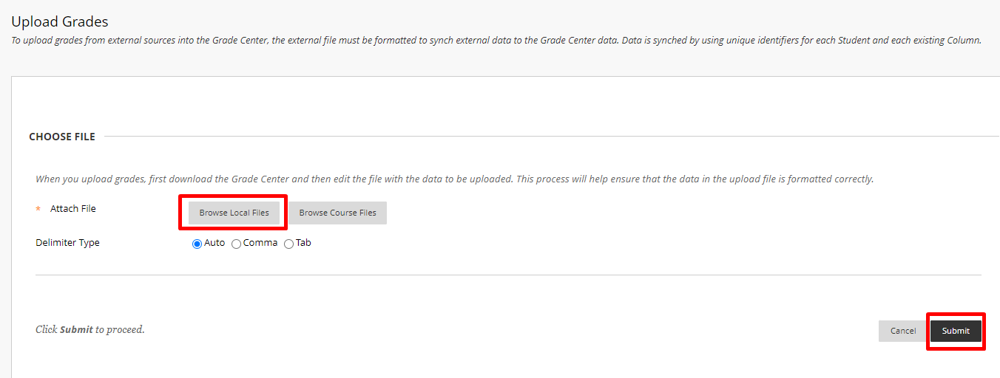 Upload Grades
To upload grades from external sources into the Grade Center, the external file must be formatted to synch external data to the Grade Center data. Data is synched by using unique identifiers for each Student and each existing Column.
CHOOSE FILE
When you upload grades, first download the Grade Center and then edit the file with the data to be uploaded. This process will help ensure that the data in the upload file is formatted correctly.
* Attach File Browse Local Files Browse Course Files
Delimiter Type Auto Comma Tab
Click Submit to proceed. Cancel Submit